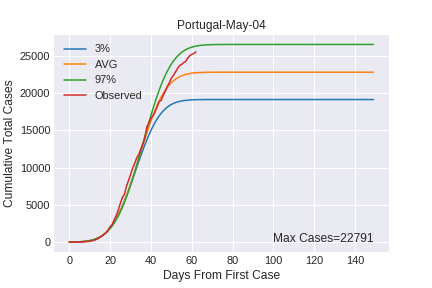 Portugal-May-04
Cumulative Total Cases
25000
20000
15000
10000
5000
0
3%
AVG
97%
Observed
Max Cases=22791
0 20 40 60 80 100 120 140
Days From First Case